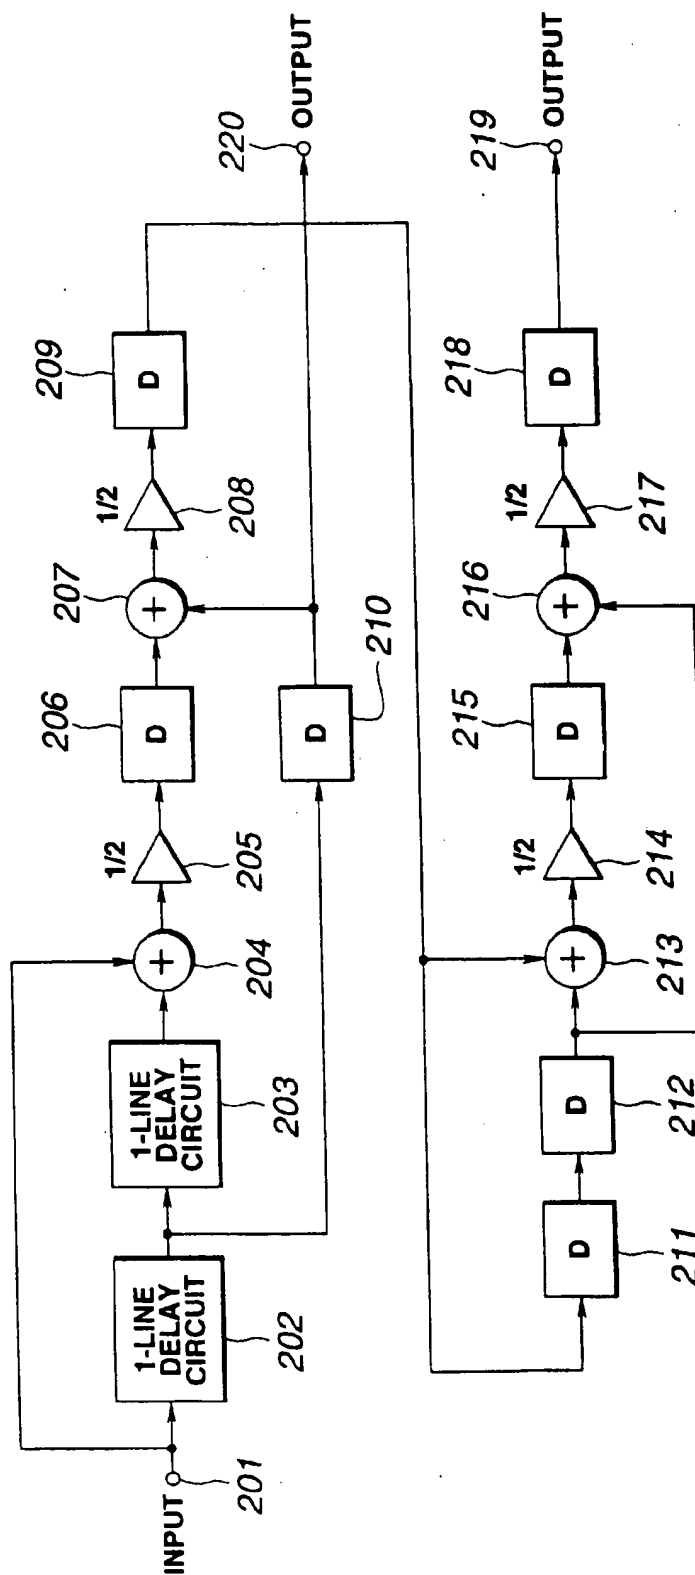 INPUT
201
1-LINE
DELAY
CIRCUIT
202
1-LINE
DELAY
CIRCUIT
203
+
204
1/2
205
D
206
+
207
1/2
208
D
209
D
210
220
OUTPUT
D
211
D
212
+
213
1/2
214
D
215
+
216
1/2
217
D
218
219
OUTPUT